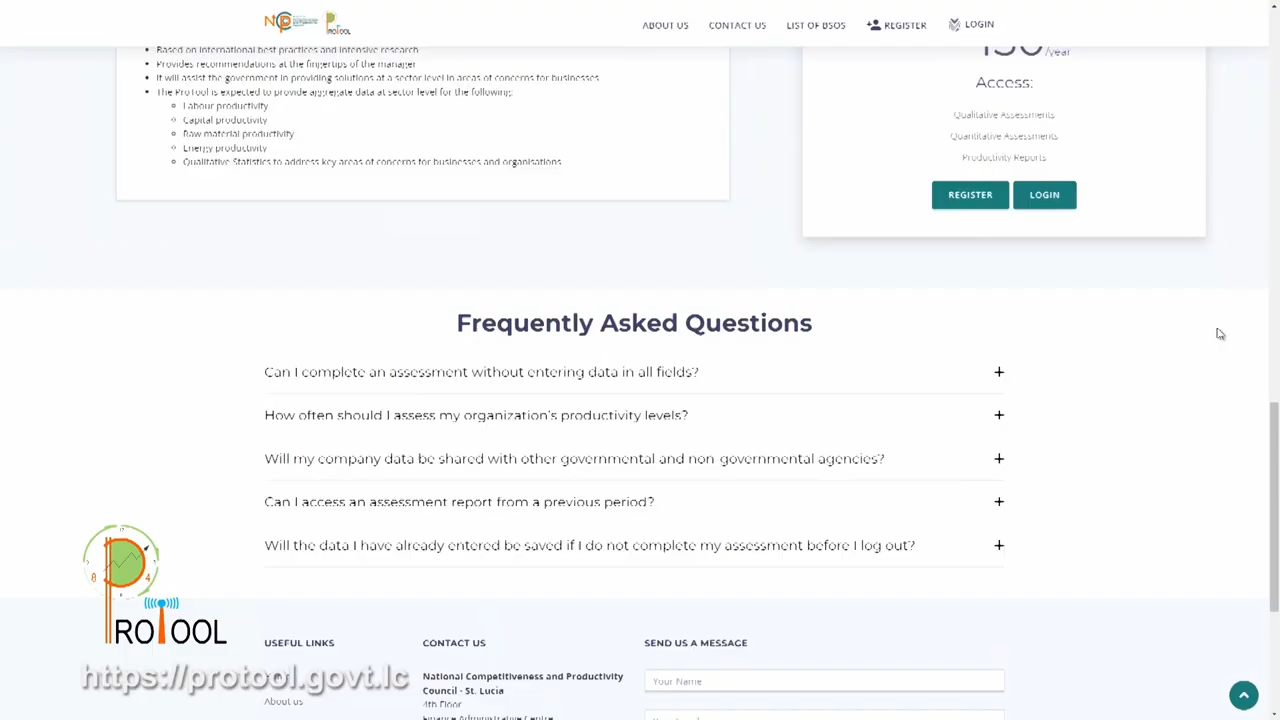 NCPC PROTOOL
ABOUT US CONTACT US LIST OF BSOS REGISTER LOGIN
Based on international best practices and intensive research
Provides recommendations at the fingertips of the manager
It will assist the government in providing solutions at a sector level in areas of concerns for businesses
The ProTool is expected to provide aggregate data at sector level for the following:
Labour productivity
Capital productivity
Raw material productivity
Energy productivity
Qualitative Statistics to address key areas of concerns for businesses and organisations
150 /year
Access:
Qualitative Assessments
Quantitative Assessments
Productivity Reports
REGISTER LOGIN
Frequently Asked Questions
Can I complete an assessment without entering data in all fields?
How often should I assess my organization's productivity levels?
Will my company data be shared with other governmental and non-governmental agencies?
Can I access an assessment report from a previous period?
Will the data I have already entered be saved if I do not complete my assessment before I log out?
PROTOOL
https://protool.govt.lc
USEFUL LINKS
About us
CONTACT US
National Competitiveness and Productivity
Council - St. Lucia
4th Floor
Finance Administrative Centre
SEND US A MESSAGE
Your Name